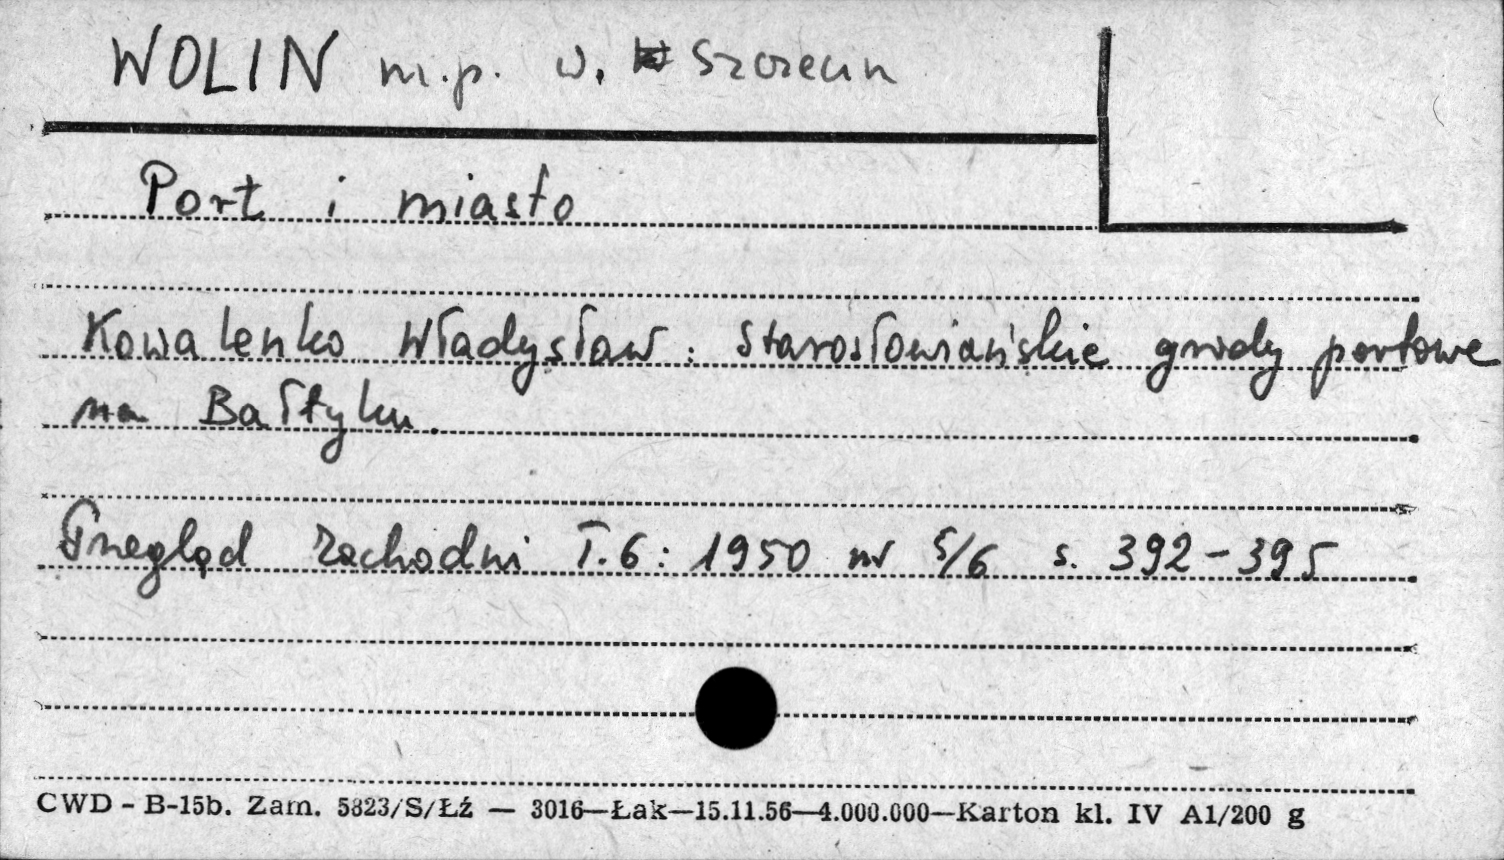 WOLIN m.p. w. Szczecin
Port i miasto
Kowalenko Władysław: Starosłowiańskie grody portowe
na Bałtyku.
Przegląd Zachodni T.6: 1950 nr 5/6 s. 392-395
CWD - B-15b. Zam. 5823/S/Łź — 3016—Łak—15.11.56—4.000.000—Karton kl. IV A1/200 g